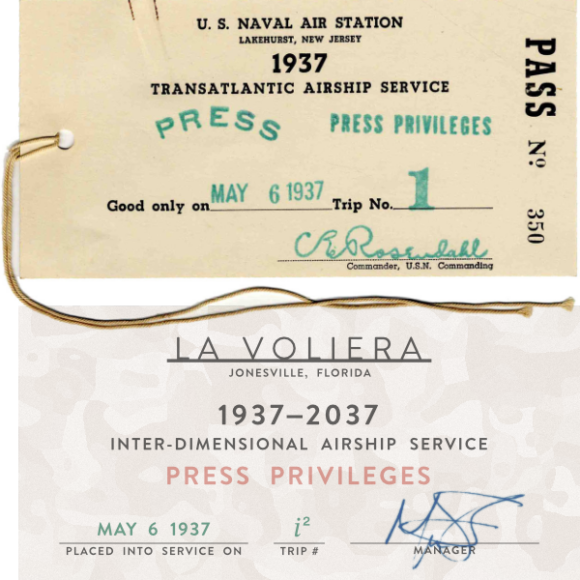 U. S. NAVAL AIR STATION
LAKEHURST, NEW JERSEY
1937
TRANSATLANTIC AIRSHIP SERVICE
PRESS PRESS PRIVILEGES
Good only on MAY 6 1937 Trip No. 1
C E Rosendahl
Commander, U.S.N. Commanding
PASS Nº 350
LA VOLIERA
JONESVILLE, FLORIDA
1937–2037
INTER-DIMENSIONAL AIRSHIP SERVICE
PRESS PRIVILEGES
MAY 6 1937 i²
PLACED INTO SERVICE ON TRIP # MANAGER